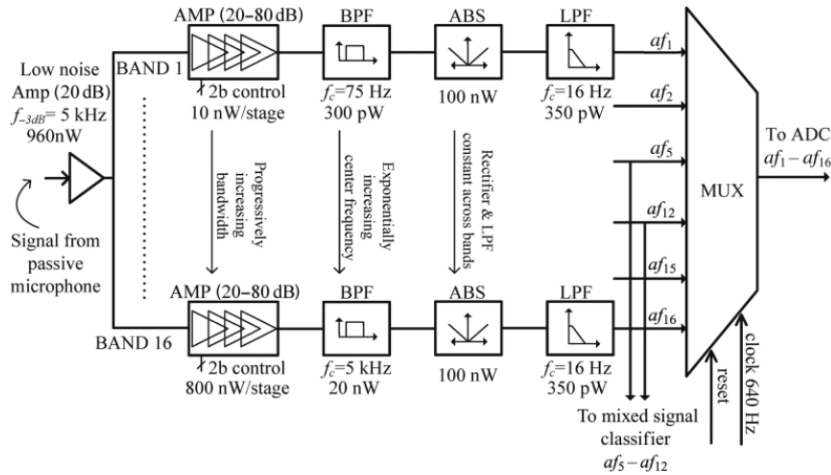 AMP (20–80 dB)
BPF
ABS
LPF
BAND 1
Low noise
Amp (20 dB)
f−3dB= 5 kHz
960nW
2b control
10 nW/stage
fc=75 Hz
300 pW
100 nW
fc=16 Hz
350 pW
af1
af2
af5
af12
af15
af16
MUX
To ADC
af1 – af16
Signal from
passive
microphone
Progressively
increasing
bandwidth
Exponentially
increasing
center frequency
Rectifier & LPF
constant across
bands
AMP (20–80 dB)
BPF
ABS
LPF
BAND 16
2b control
800 nW/stage
fc=5 kHz
20 nW
100 nW
fc=16 Hz
350 pW
To mixed signal
classifier
af5 – af12
reset
clock 640 Hz